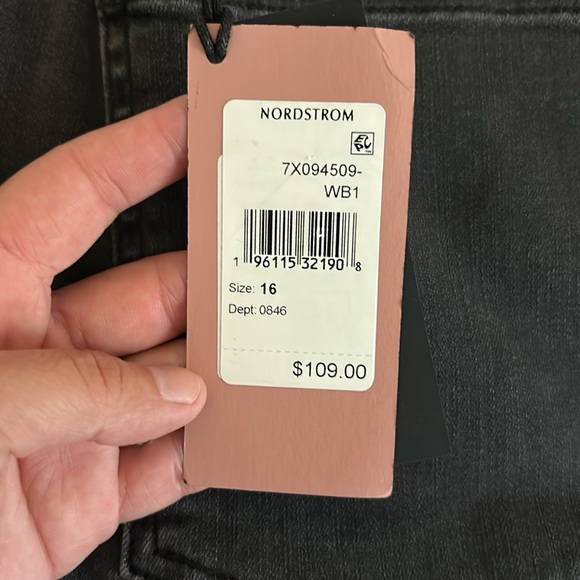 NORDSTROM
7X094509-
WB1
1 96115 32190 8
Size: 16
Dept: 0846
$109.00